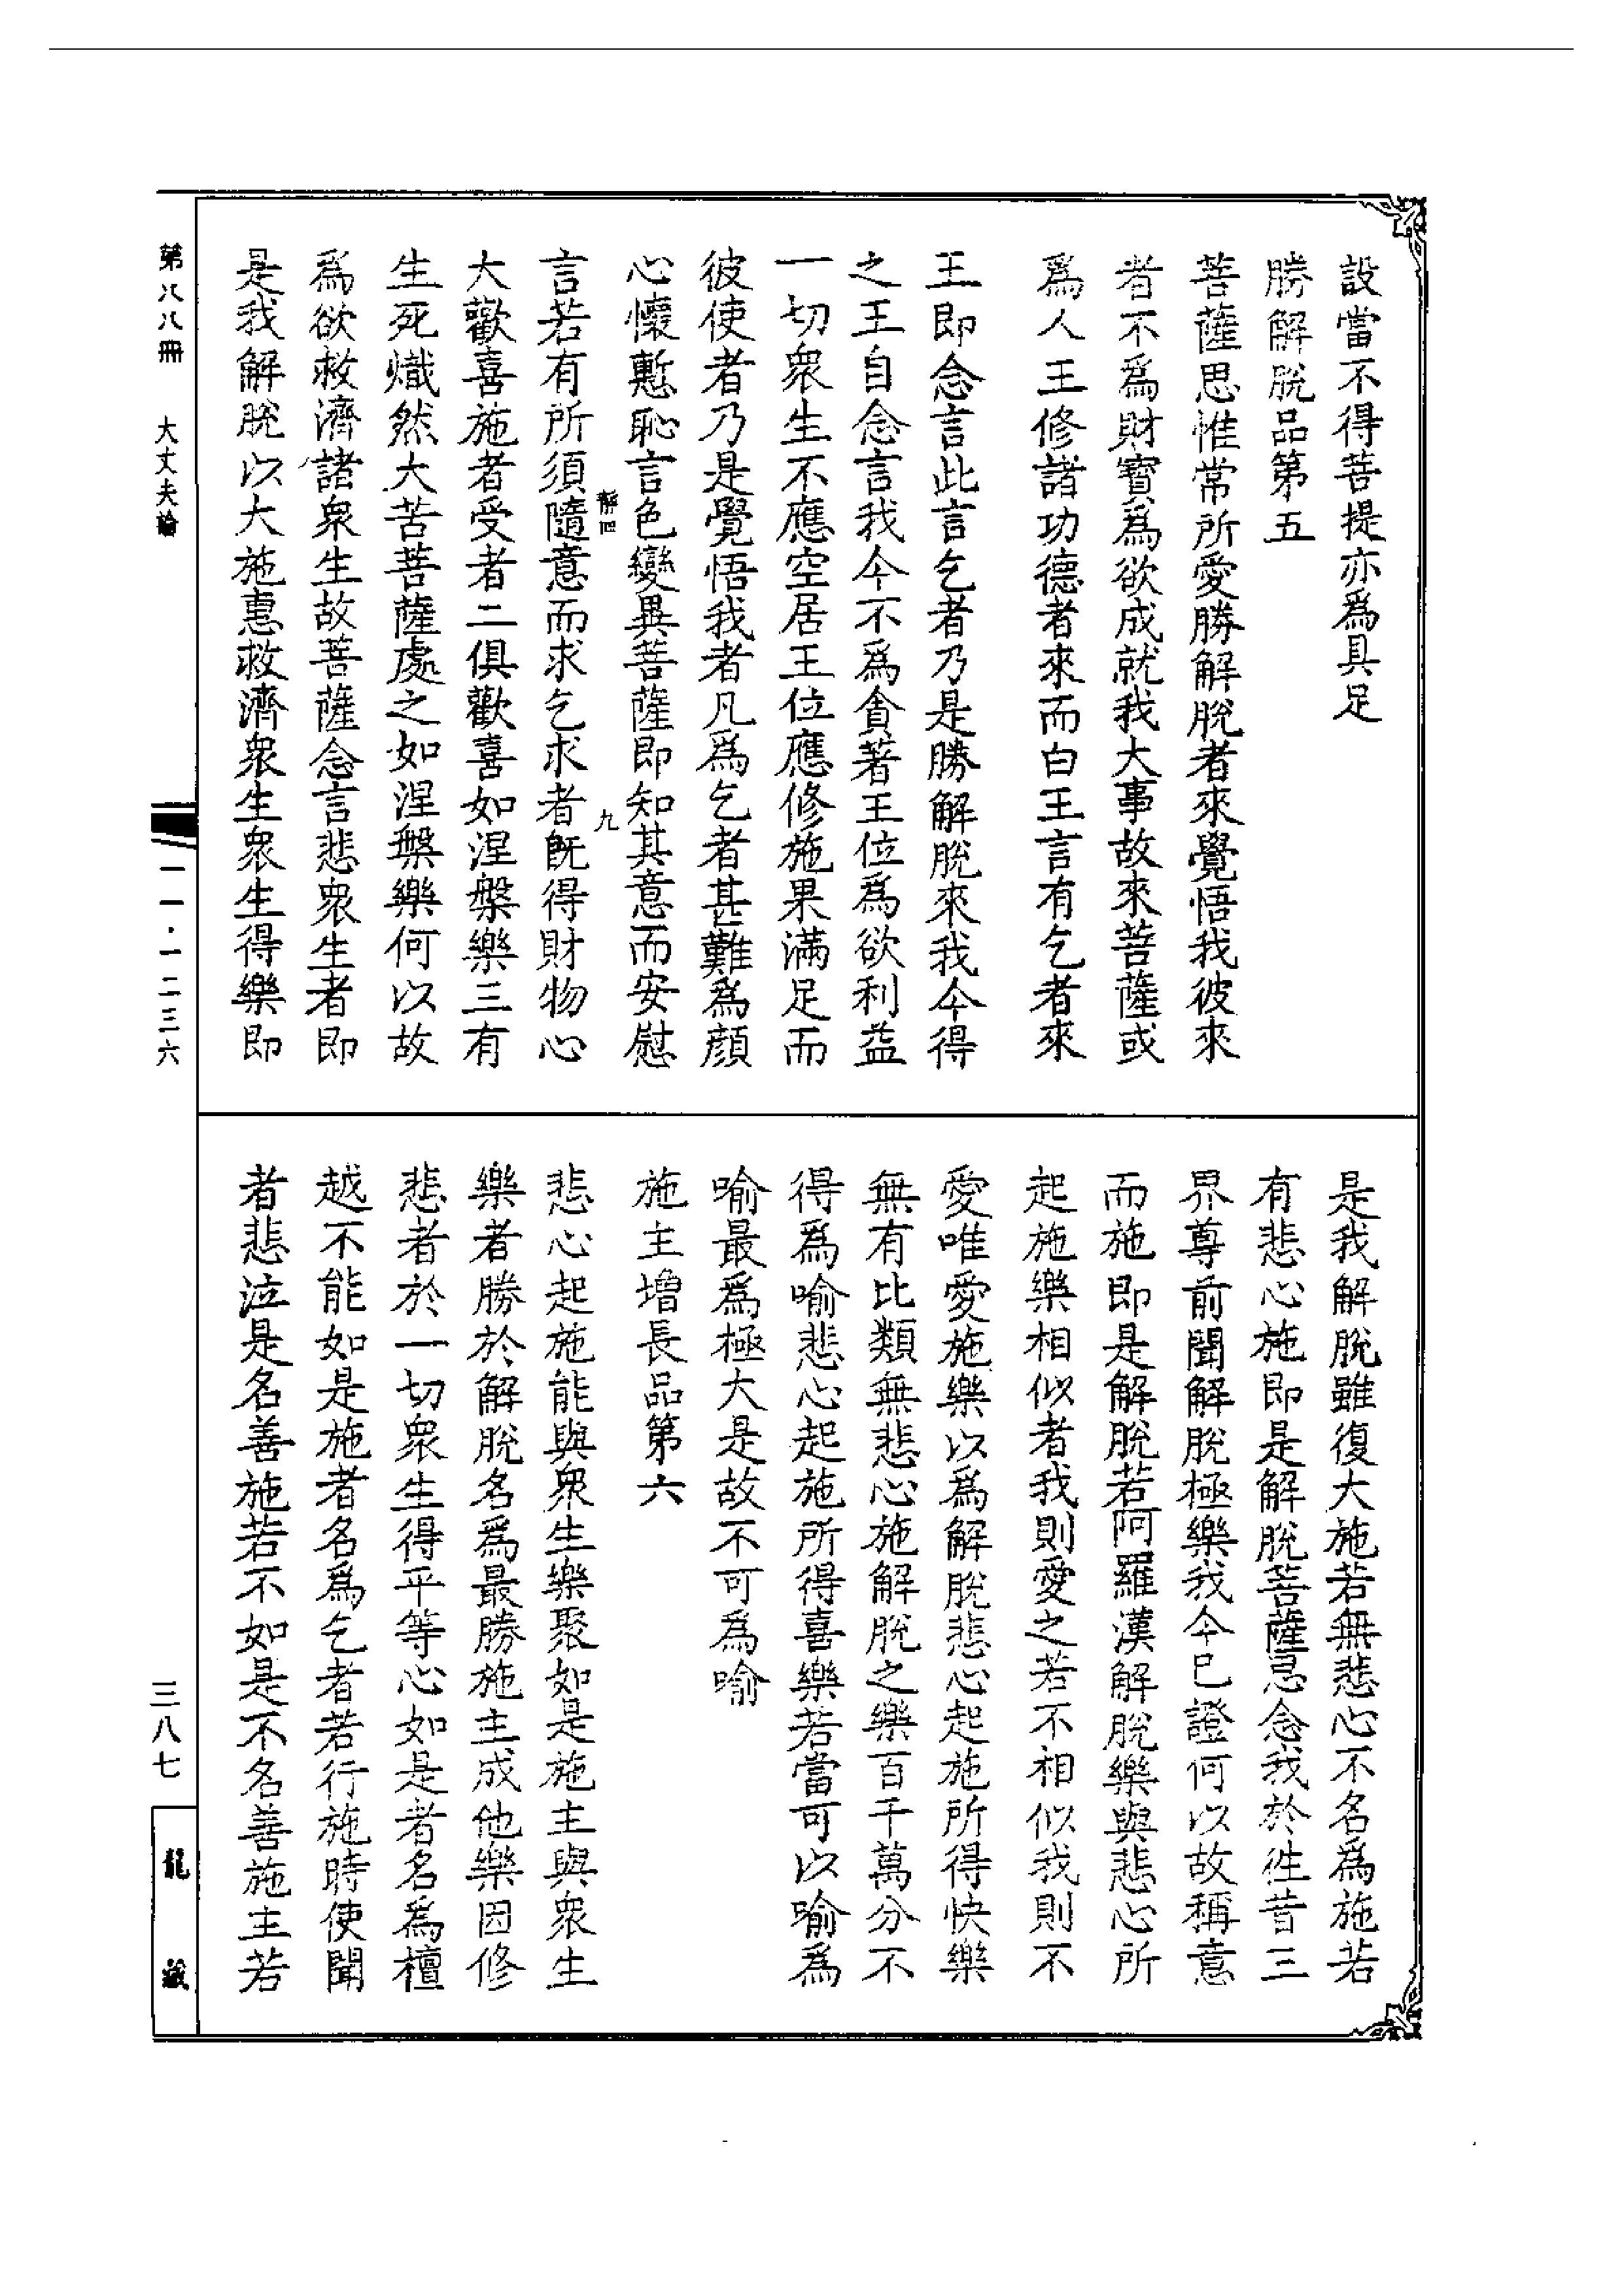 設當不得菩提亦爲具足
勝解脫品第五
菩薩思惟常所愛勝解脫者來覺悟我彼來
者不爲財寶爲欲成就我大事故來菩薩或
爲人王修諸功德者來而白王言有乞者來
王即念言此言乞者乃是勝解脫來我今得
之王自念言我今不爲貪著王位爲欲利益
一切衆生不應空居王位應修施果滿足而
彼使者乃是覺悟我者凡爲乞者甚難爲顔
心懷慙恥言色變異菩薩即知其意而安慰
靜四 九
言若有所須隨意而求乞求者旣得財物心
大歡喜施者受者二俱歡喜如涅槃樂三有
生死熾然大苦菩薩處之如涅槃樂何以故
爲欲救濟諸衆生故菩薩念言悲衆生者即
是我解脫以大施惠救濟衆生衆生得樂即
是我解脫雖復大施若無悲心不名爲施若
有悲心施即是解脫菩薩思念我於徃昔三
界尊前聞解脫極樂我今巳證何以故稱意
而施即是解脫若阿羅漢解脫樂與悲心所
起施樂相似者我則愛之若不相似我則不
愛唯愛施樂以爲解脫悲心起施所得快樂
無有比類無悲心施解脫之樂百千萬分不
得爲喻悲心起施所得喜樂若當可以喻爲
喻最爲極大是故不可爲喻
施主增長品第六
悲心起施能與衆生樂聚如是施主與衆生
樂者勝於解脫名爲最勝施主成他樂因修
悲者於一切衆生得平等心如是者名爲檀
越不能如是施者名爲乞者若行施時使聞
者悲泣是名善施若不如是不名善施主若
第八八冊 大丈夫論
一一·一二三六
三八七
龍藏